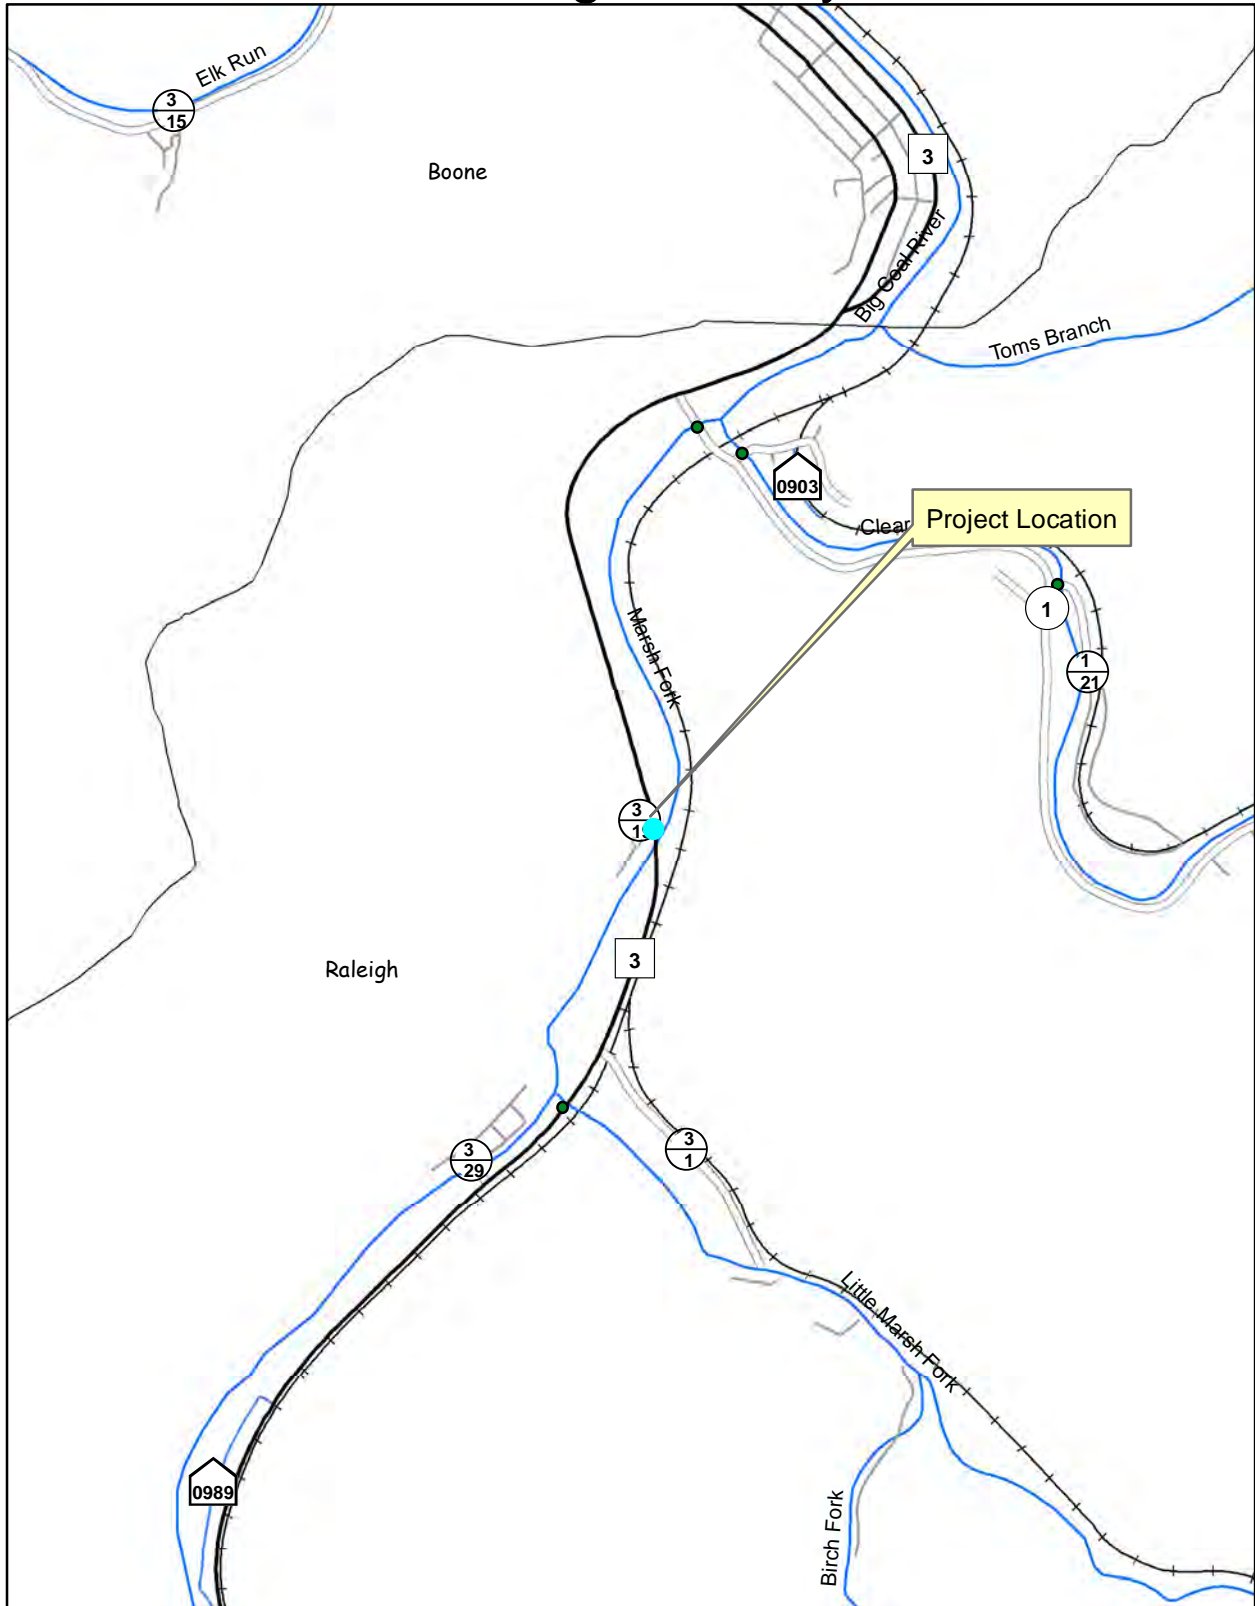 Elk Run
3
15
Boone
3
Big Coal River
Toms Branch
0903
Clear
Project Location
1
Marsh Fork
1
21
3
Raleigh
3
3
29
3
1
Little Marsh Fork
0989
Birch Fork